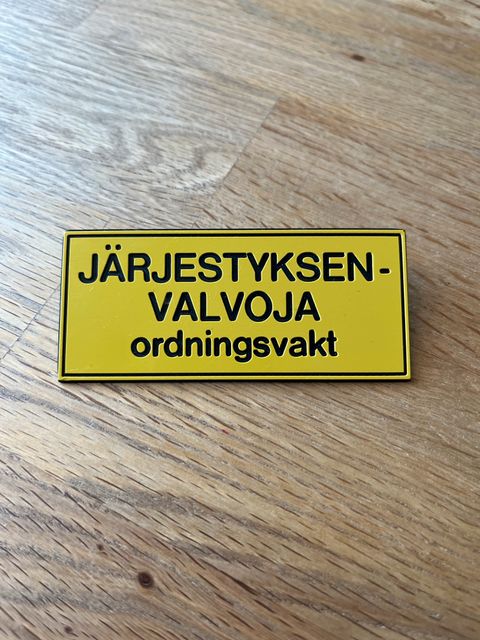 JÄRJESTYKSEN-
VALVOJA
ordningsvakt